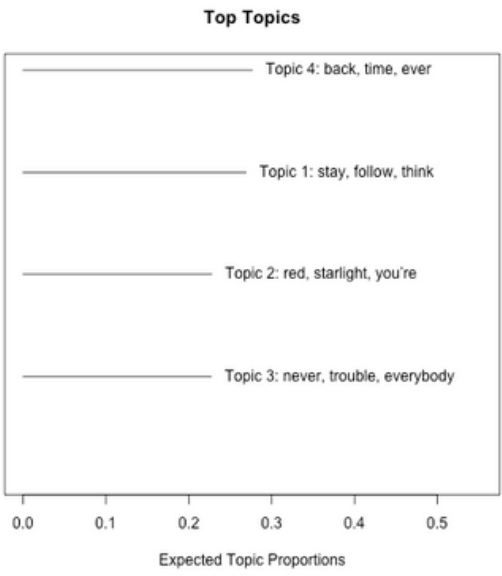 Top Topics
Topic 4: back, time, ever
Topic 1: stay, follow, think
Topic 2: red, starlight, you're
Topic 3: never, trouble, everybody
0.0 0.1 0.2 0.3 0.4 0.5
Expected Topic Proportions